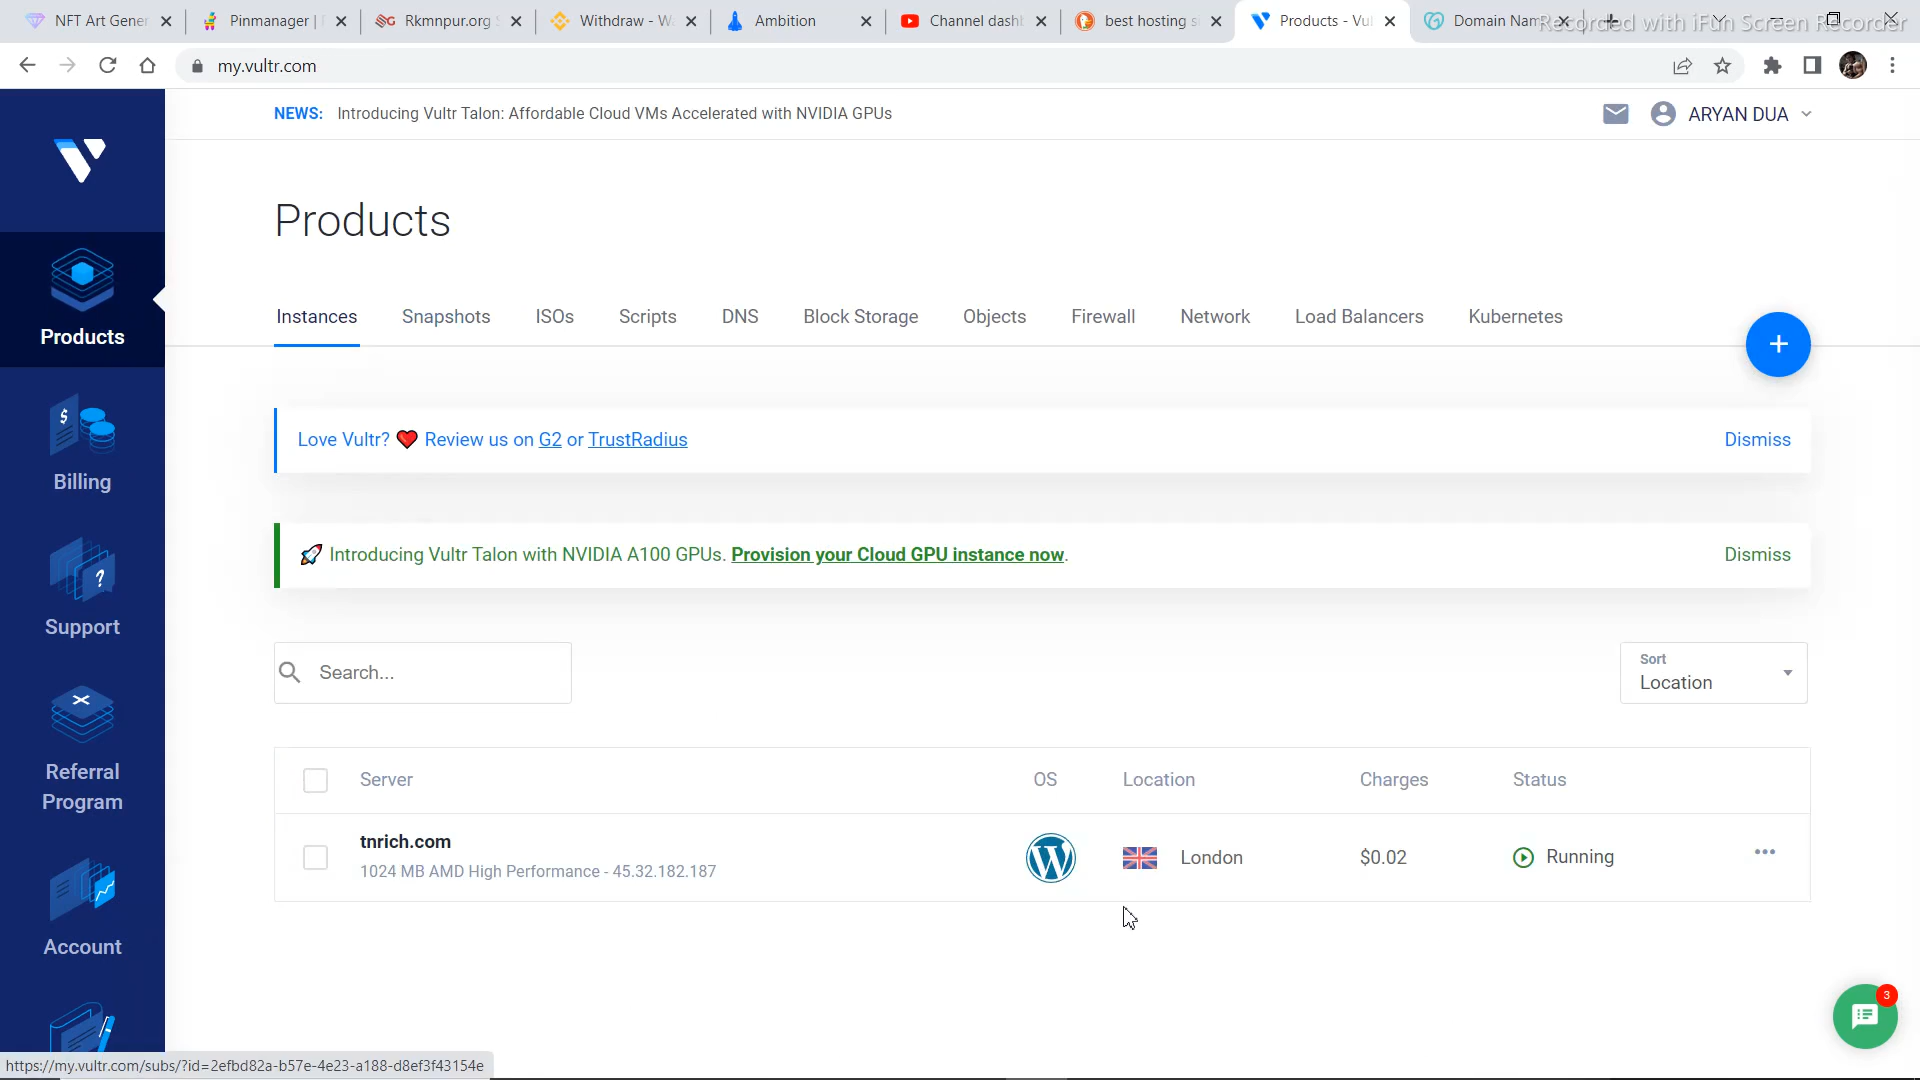 NFT Art Gener
Pinmanager |
Rkmnpur.org S
Withdraw - Wa
Ambition
Channel dashb
best hosting si
Products - Vul
Domain Nam
Recorded with iFun Screen Recorder
my.vultr.com
NEWS: Introducing Vultr Talon: Affordable Cloud VMs Accelerated with NVIDIA GPUs
ARYAN DUA
Products
Billing
Support
Referral
Program
Account
Products
Instances
Snapshots
ISOs
Scripts
DNS
Block Storage
Objects
Firewall
Network
Load Balancers
Kubernetes
+
Love Vultr? ❤️ Review us on G2 or TrustRadius
Dismiss
🚀 Introducing Vultr Talon with NVIDIA A100 GPUs. Provision your Cloud GPU instance now.
Dismiss
Search...
Sort
Location
Server
OS
Location
Charges
Status
tnrich.com
1024 MB AMD High Performance - 45.32.182.187
London
$0.02
Running
3
https://my.vultr.com/subs/?id=2efbd82a-b57e-4e23-a188-d8ef3f43154e